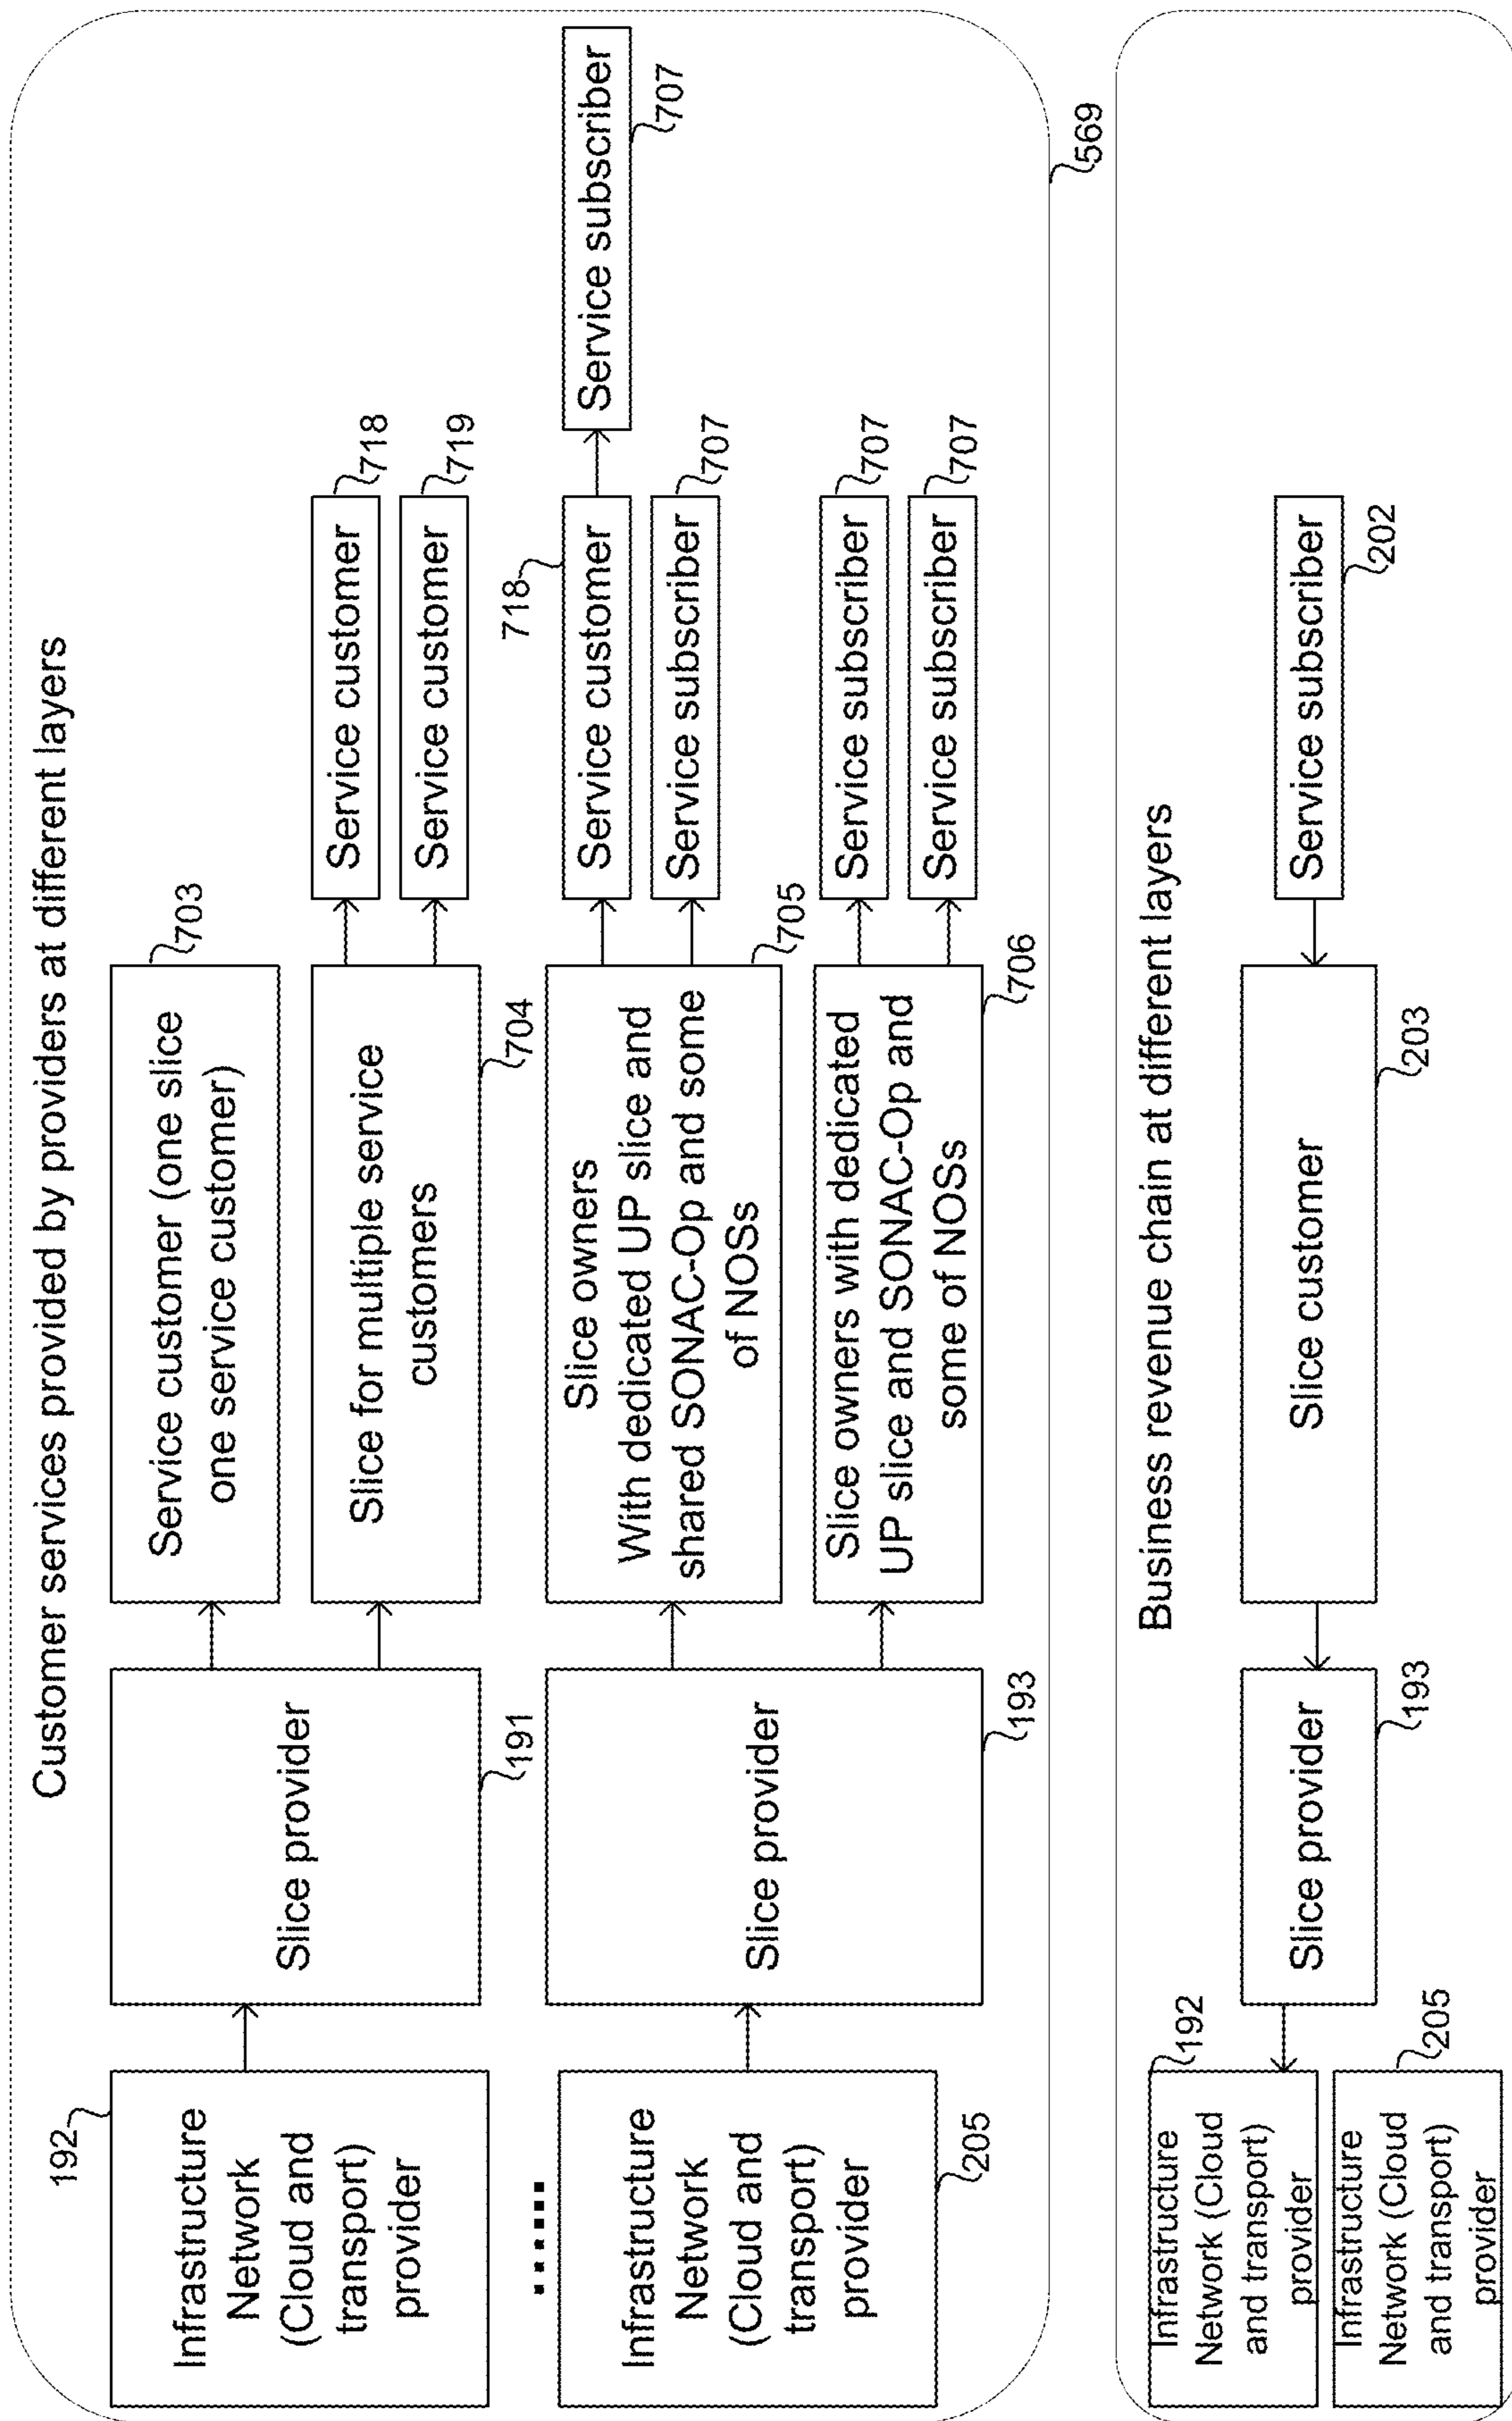 Customer services provided by providers at different layers
192
Infrastructure
Network
(Cloud and
transport)
provider
......
Infrastructure
Network
(Cloud and
transport)
provider
205
Slice provider
191
Slice provider
193
Service customer (one slice
one service customer)
703
Slice for multiple service
customers
704
Slice owners
With dedicated UP slice and
shared SONAC-Op and some
of NOSs
705
Slice owners with dedicated
UP slice and SONAC-Op and
some of NOSs
706
Service customer
718
Service customer
719
718
Service customer
Service subscriber
707
Service subscriber
707
Service subscriber
707
Service subscriber
707
569
Business revenue chain at different layers
Infrastructure
Network (Cloud
and transport)
provider
192
Infrastructure
Network (Cloud
and transport)
provider
205
Slice provider
193
Slice customer
203
Service subscriber
202